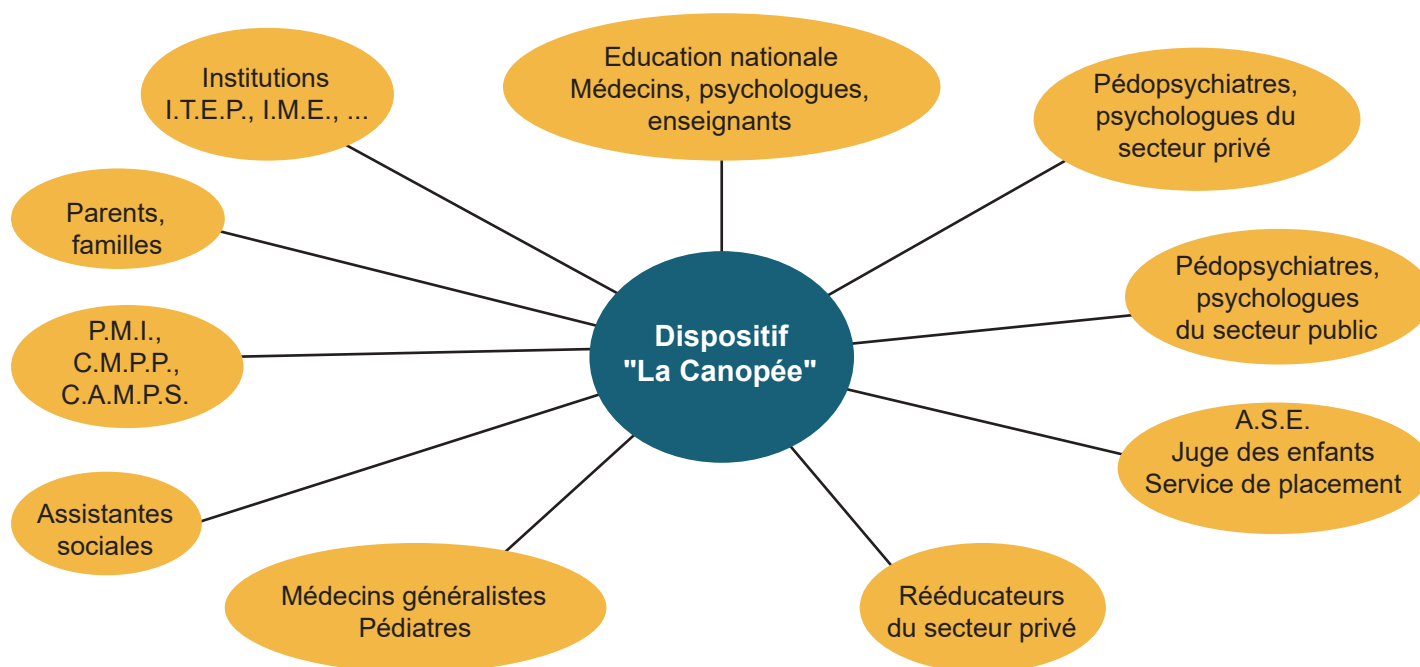 Institutions
I.T.E.P., I.M.E., ...
Education nationale
Médecins, psychologues,
enseignants
Pédopsychiatres,
psychologues du
secteur privé
Parents,
familles
Pédopsychiatres,
psychologues
du secteur public
P.M.I.,
C.M.P.P.,
C.A.M.P.S.
Dispositif
"La Canopée"
A.S.E.
Juge des enfants
Service de placement
Assistantes
sociales
Médecins généralistes
Pédiatres
Rééducateurs
du secteur privé